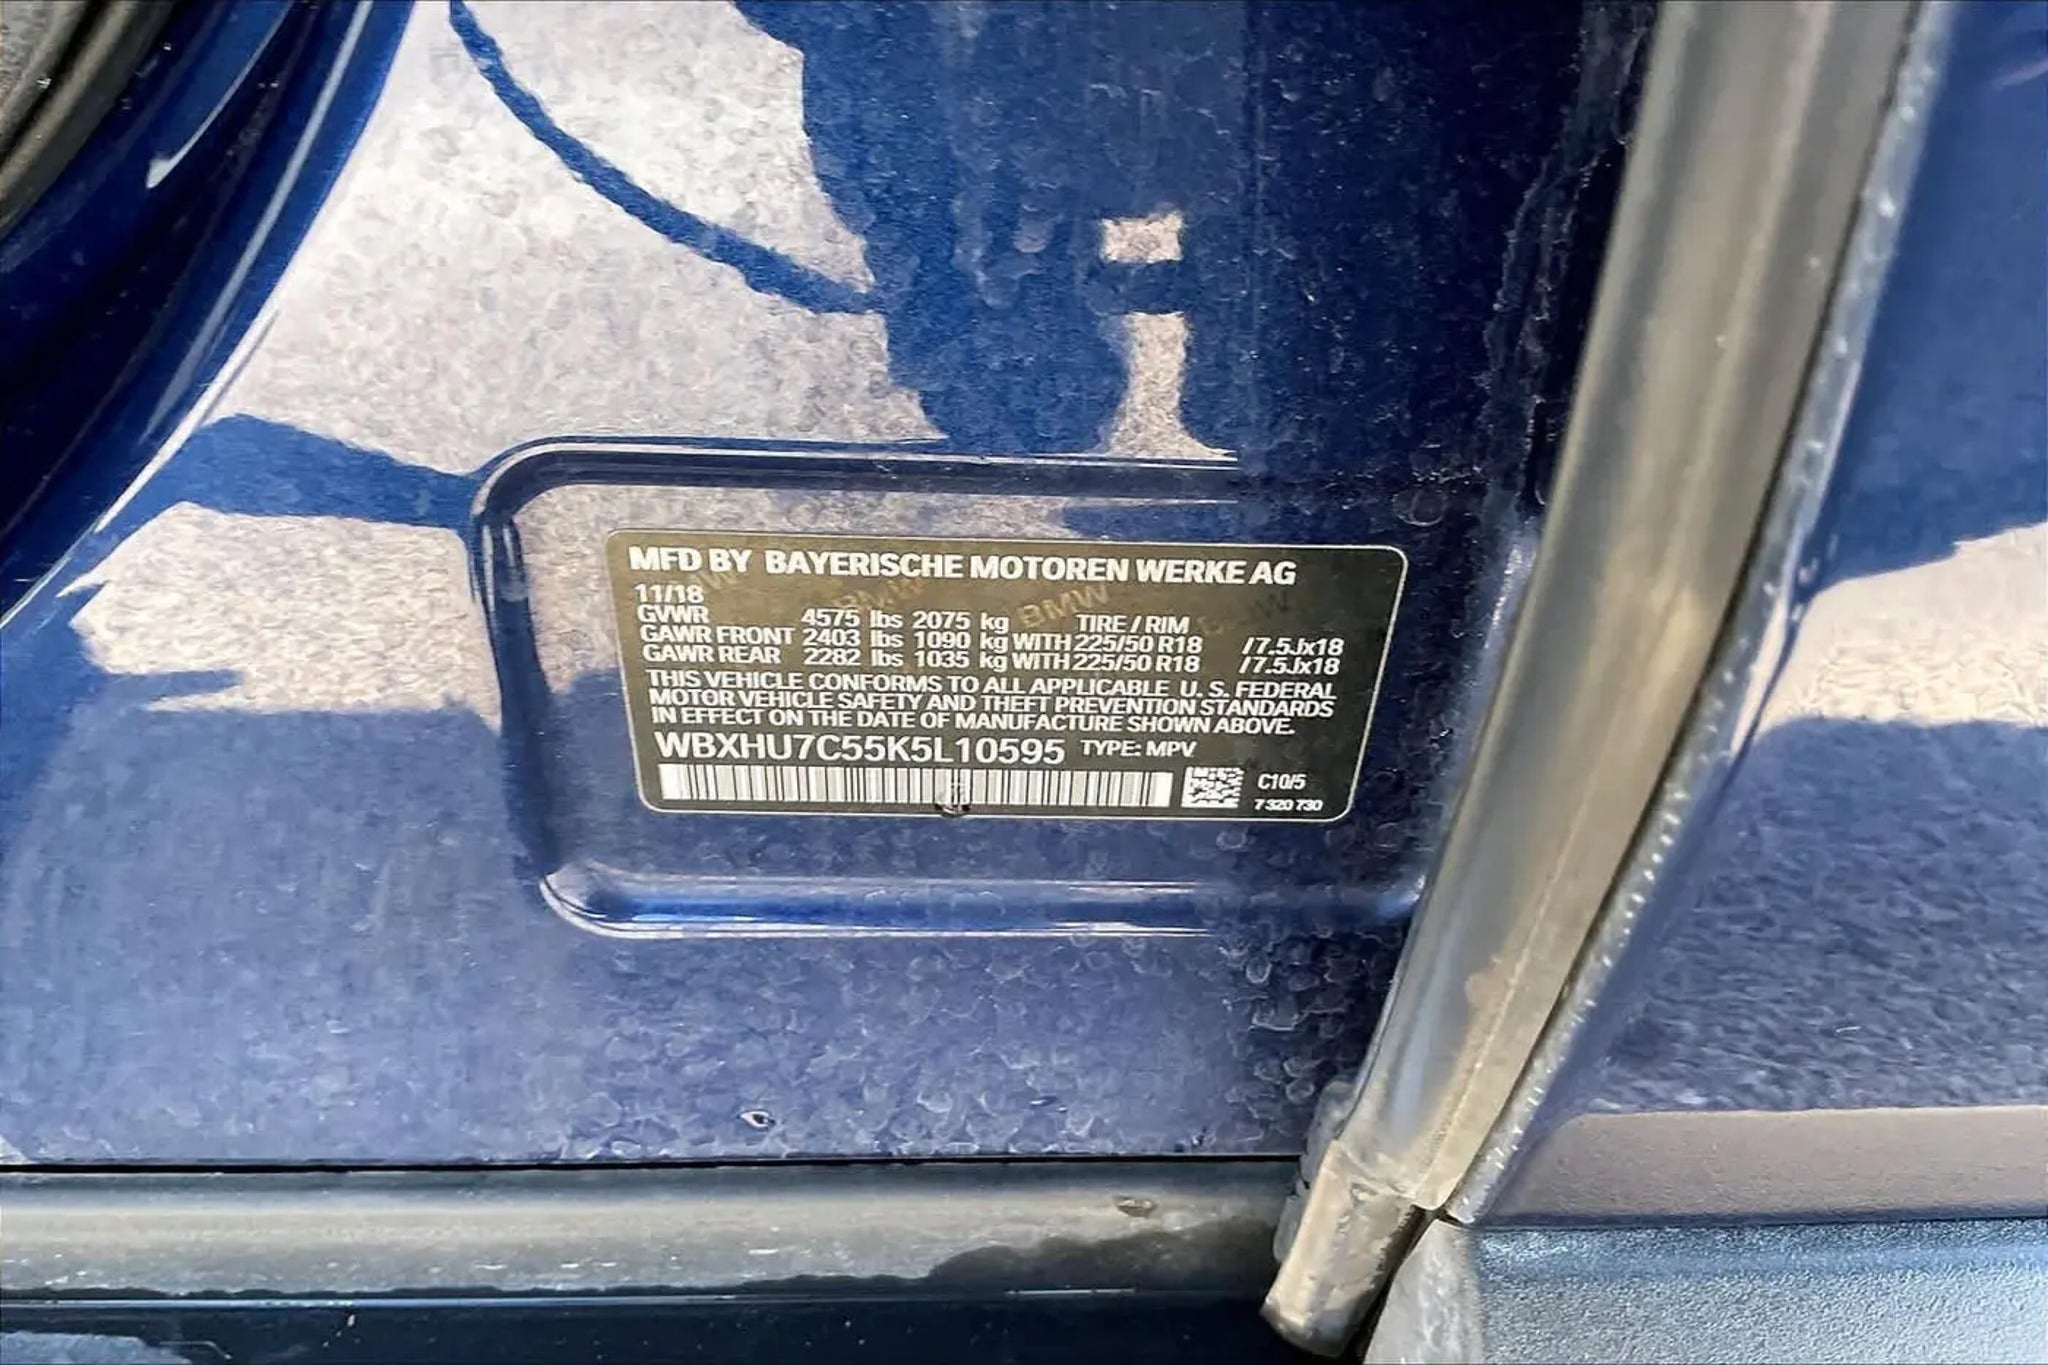 MFD BY BAYERISCHE MOTOREN WERKE AG
11/18
GVWR 4575 lbs 2075 kg TIRE / RIM
GAWR FRONT 2403 lbs 1090 kg WITH 225/50 R18 / 7.5Jx18
GAWR REAR 2282 lbs 1035 kg WITH 225/50 R18 / 7.5Jx18
THIS VEHICLE CONFORMS TO ALL APPLICABLE U. S. FEDERAL
MOTOR VEHICLE SAFETY AND THEFT PREVENTION STANDARDS
IN EFFECT ON THE DATE OF MANUFACTURE SHOWN ABOVE.
WBXHU7C55K5L10595 TYPE: MPV
C10/5
7 320 730
BMW
BMW